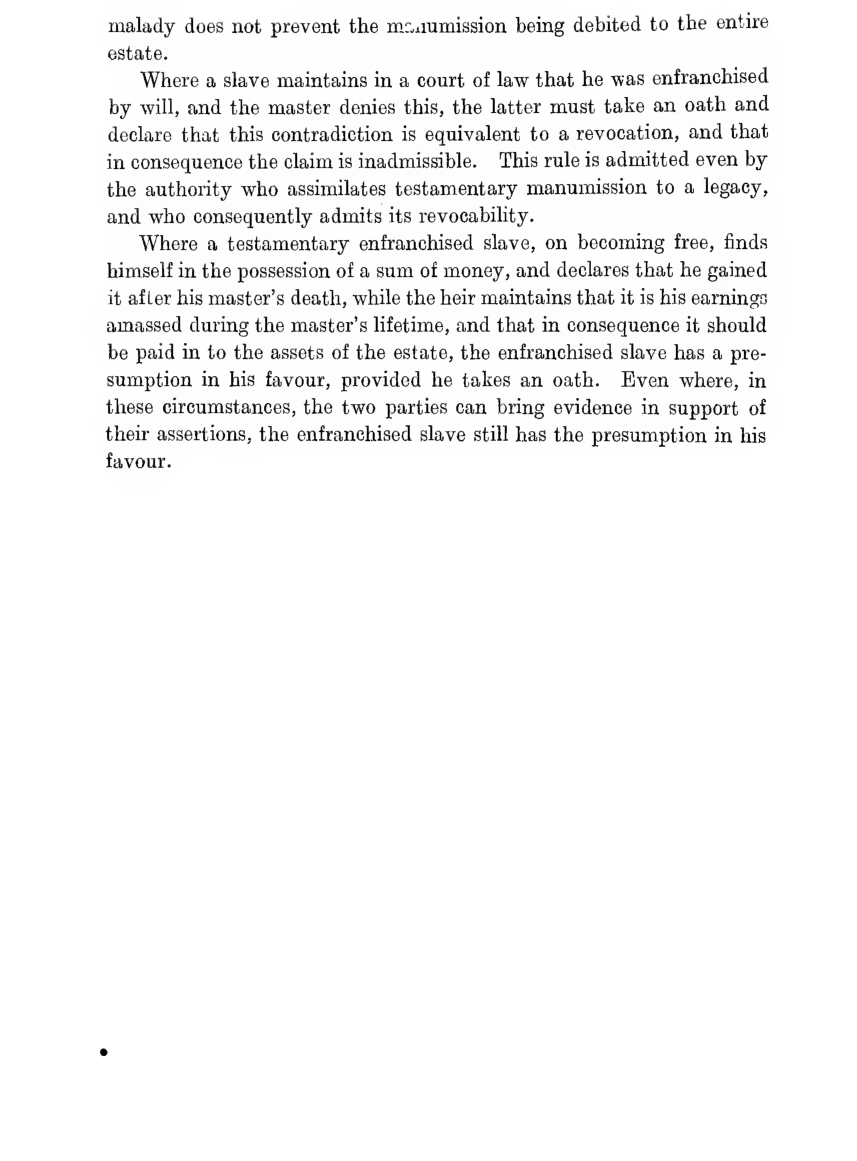 malady does not prevent the manumission being debited to the entire
estate.
Where a slave maintains in a court of law that he was enfranchised
by will, and the master denies this, the latter must take an oath and
declare that this contradiction is equivalent to a revocation, and that
in consequence the claim is inadmissible. This rule is admitted even by
the authority who assimilates testamentary manumission to a legacy,
and who consequently admits its revocability.
Where a testamentary enfranchised slave, on becoming free, finds
himself in the possession of a sum of money, and declares that he gained
it after his master's death, while the heir maintains that it is his earnings
amassed during the master's lifetime, and that in consequence it should
be paid in to the assets of the estate, the enfranchised slave has a pre-
sumption in his favour, provided he takes an oath. Even where, in
these circumstances, the two parties can bring evidence in support of
their assertions, the enfranchised slave still has the presumption in his
favour.